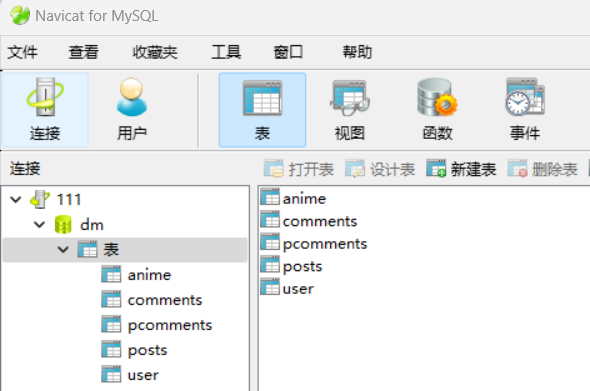 Navicat for MySQL
文件 查看 收藏夹 工具 窗口 帮助
连接 用户 表 视图 函数 事件
连接 打开表 设计表 新建表 删除表
111
dm
表
anime
comments
pcomments
posts
user
anime
comments
pcomments
posts
user